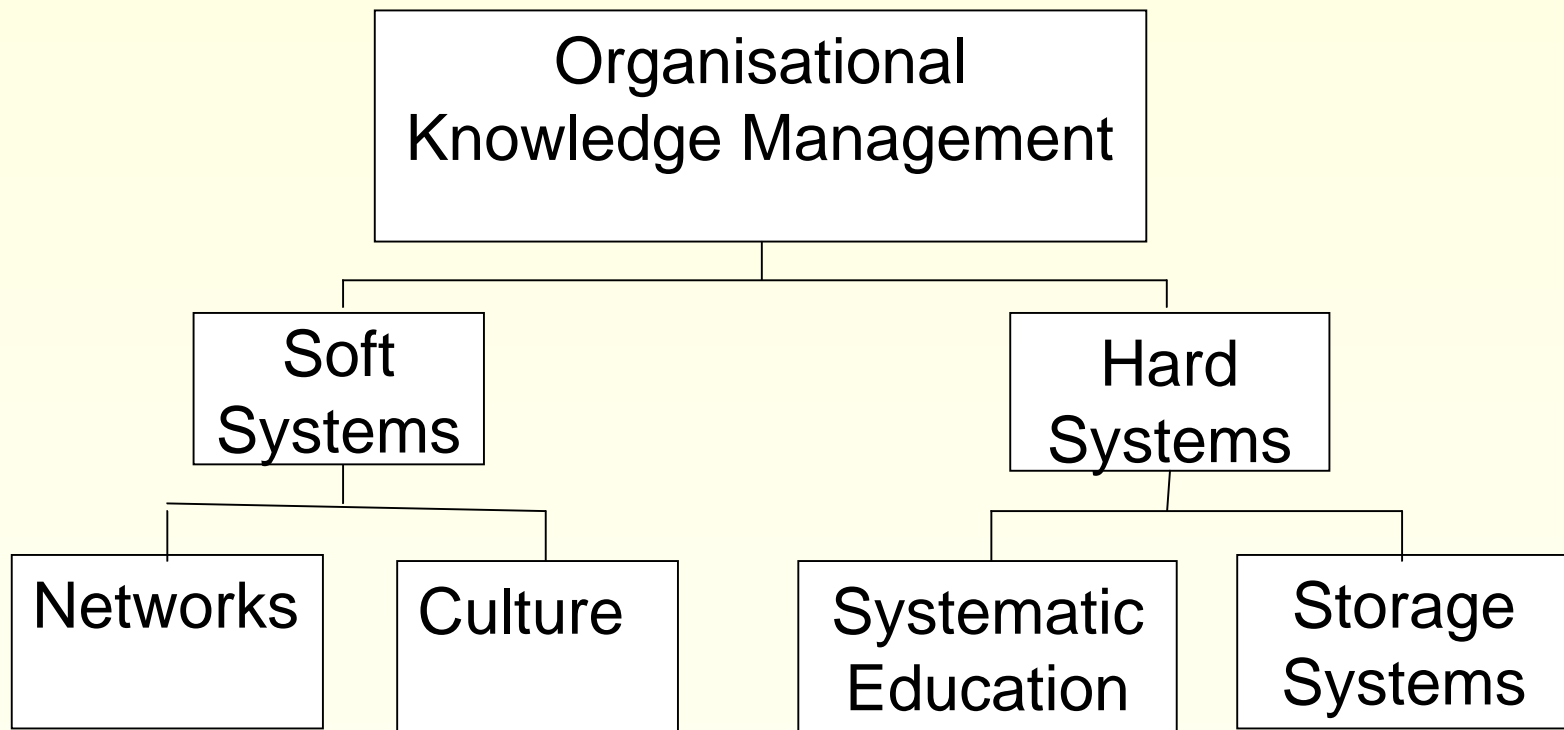 Organisational
Knowledge Management
Soft
Systems
Hard
Systems
Networks
Culture
Systematic
Education
Storage
Systems